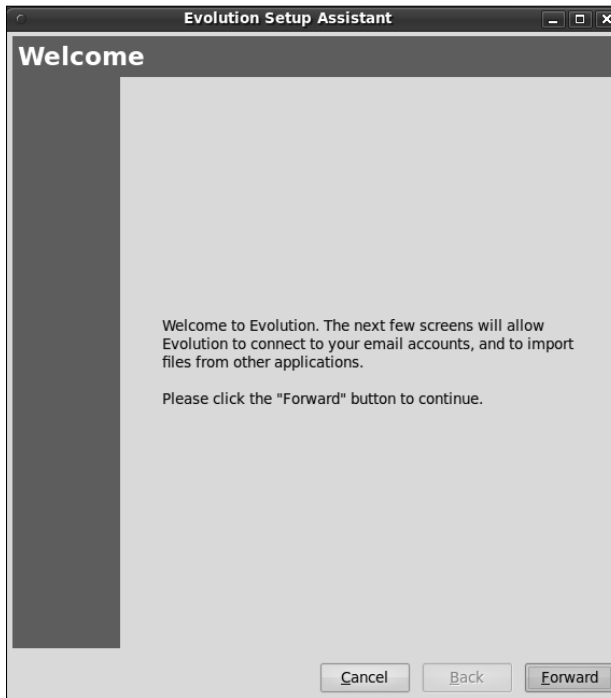 Evolution Setup Assistant
Welcome
Welcome to Evolution. The next few screens will allow
Evolution to connect to your email accounts, and to import
files from other applications.
Please click the "Forward" button to continue.
Cancel
Back
Forward